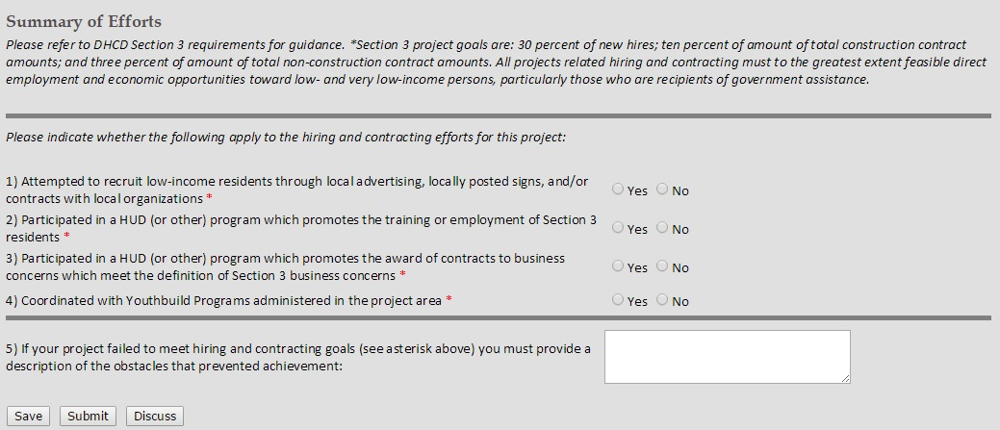 Summary of Efforts
Please refer to DHCD Section 3 requirements for guidance. *Section 3 project goals are: 30 percent of new hires; ten percent of amount of total construction contract
amounts; and three percent of amount of total non-construction contract amounts. All projects related hiring and contracting must to the greatest extent feasible direct
employment and economic opportunities toward low- and very low-income persons, particularly those who are recipients of government assistance.
Please indicate whether the following apply to the hiring and contracting efforts for this project:
1) Attempted to recruit low-income residents through local advertising, locally posted signs, and/or
contracts with local organizations * Yes No
2) Participated in a HUD (or other) program which promotes the training or employment of Section 3
residents * Yes No
3) Participated in a HUD (or other) program which promotes the award of contracts to business
concerns which meet the definition of Section 3 business concerns * Yes No
4) Coordinated with Youthbuild Programs administered in the project area * Yes No
5) If your project failed to meet hiring and contracting goals (see asterisk above) you must provide a
description of the obstacles that prevented achievement:
Save Submit Discuss